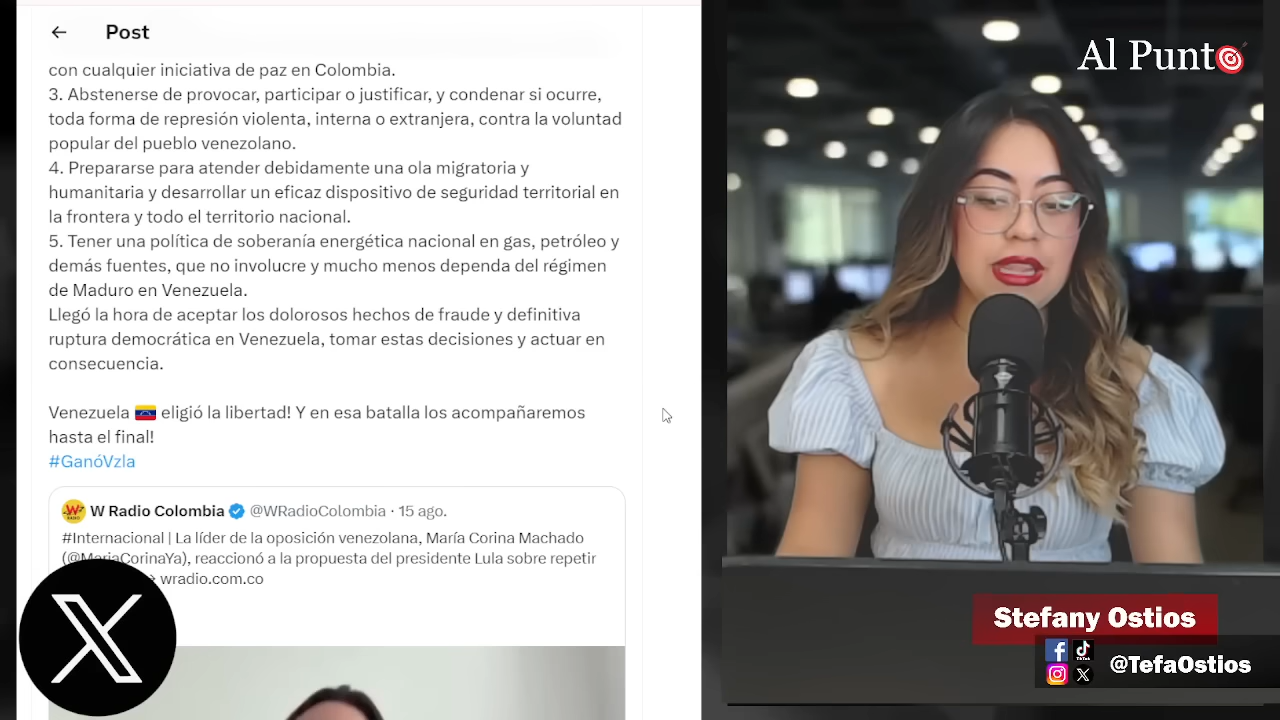 Post
con cualquier iniciativa de paz en Colombia.
3. Abstenerse de provocar, participar o justificar, y condenar si ocurre,
toda forma de represión violenta, interna o extranjera, contra la voluntad
popular del pueblo venezolano.
4. Prepararse para atender debidamente una ola migratoria y
humanitaria y desarrollar un eficaz dispositivo de seguridad territorial en
la frontera y todo el territorio nacional.
5. Tener una política de soberanía energética nacional en gas, petróleo y
demás fuentes, que no involucre y mucho menos dependa del régimen
de Maduro en Venezuela.
Llegó la hora de aceptar los dolorosos hechos de fraude y definitiva
ruptura democrática en Venezuela, tomar estas decisiones y actuar en
consecuencia.
Venezuela 🇻🇪 eligió la libertad! Y en esa batalla los acompañaremos
hasta el final!
#GanóVzla
W Radio Colombia @WRadioColombia · 15 ago.
#Internacional | La líder de la oposición venezolana, María Corina Machado
(@MariaCorinaYa), reaccionó a la propuesta del presidente Lula sobre repetir
wradio.com.co
Al Punto
Stefany Ostios
@TefaOstios